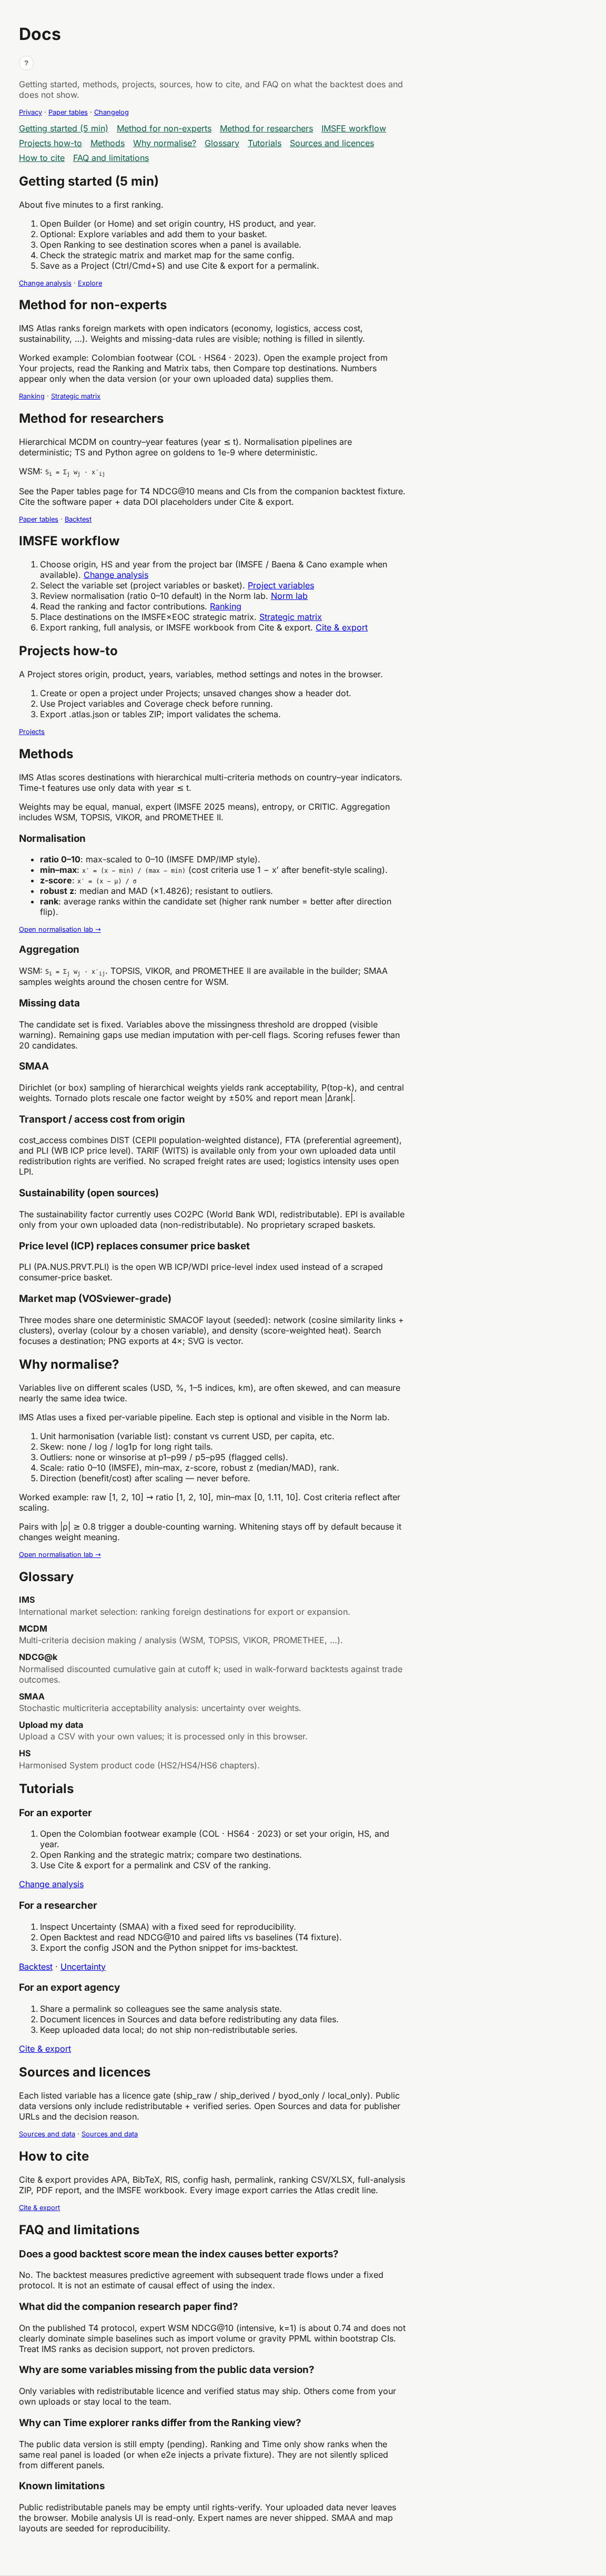 Docs
?
Getting started, methods, projects, sources, how to cite, and FAQ on what the backtest does and
does not show.
Privacy · Paper tables · Changelog
Getting started (5 min) Method for non-experts Method for researchers IMSFE workflow
Projects how-to Methods Why normalise? Glossary Tutorials Sources and licences
How to cite FAQ and limitations
Getting started (5 min)
About five minutes to a first ranking.
1. Open Builder (or Home) and set origin country, HS product, and year.
2. Optional: Explore variables and add them to your basket.
3. Open Ranking to see destination scores when a panel is available.
4. Check the strategic matrix and market map for the same config.
5. Save as a Project (Ctrl/Cmd+S) and use Cite & export for a permalink.
Change analysis · Explore
Method for non-experts
IMS Atlas ranks foreign markets with open indicators (economy, logistics, access cost,
sustainability, …). Weights and missing-data rules are visible; nothing is filled in silently.
Worked example: Colombian footwear (COL · HS64 · 2023). Open the example project from
Your projects, read the Ranking and Matrix tabs, then Compare top destinations. Numbers
appear only when the data version (or your own uploaded data) supplies them.
Ranking · Strategic matrix
Method for researchers
Hierarchical MCDM on country–year features (year ≤ t). Normalisation pipelines are
deterministic; TS and Python agree on goldens to 1e-9 where deterministic.
WSM: Sᵢ = Σⱼ wⱼ · x′ᵢⱼ
See the Paper tables page for T4 NDCG@10 means and CIs from the companion backtest fixture.
Cite the software paper + data DOI placeholders under Cite & export.
Paper tables · Backtest
IMSFE workflow
1. Choose origin, HS and year from the project bar (IMSFE / Baena & Cano example when
available). Change analysis
2. Select the variable set (project variables or basket). Project variables
3. Review normalisation (ratio 0–10 default) in the Norm lab. Norm lab
4. Read the ranking and factor contributions. Ranking
5. Place destinations on the IMSFE×EOC strategic matrix. Strategic matrix
6. Export ranking, full analysis, or IMSFE workbook from Cite & export. Cite & export
Projects how-to
A Project stores origin, product, years, variables, method settings and notes in the browser.
1. Create or open a project under Projects; unsaved changes show a header dot.
2. Use Project variables and Coverage check before running.
3. Export .atlas.json or tables ZIP; import validates the schema.
Projects
Methods
IMS Atlas scores destinations with hierarchical multi-criteria methods on country–year indicators.
Time-t features use only data with year ≤ t.
Weights may be equal, manual, expert (IMSFE 2025 means), entropy, or CRITIC. Aggregation
includes WSM, TOPSIS, VIKOR, and PROMETHEE II.
Normalisation
• ratio 0–10: max-scaled to 0–10 (IMSFE DMP/IMP style).
• min–max: x′ = (x − min) / (max − min) (cost criteria use 1 − x′ after benefit-style scaling).
• z-score: x′ = (x − μ) / σ
• robust z: median and MAD (×1.4826); resistant to outliers.
• rank: average ranks within the candidate set (higher rank number = better after direction
flip).
Open normalisation lab →
Aggregation
WSM: Sᵢ = Σⱼ wⱼ · x′ᵢⱼ. TOPSIS, VIKOR, and PROMETHEE II are available in the builder; SMAA
samples weights around the chosen centre for WSM.
Missing data
The candidate set is fixed. Variables above the missingness threshold are dropped (visible
warning). Remaining gaps use median imputation with per-cell flags. Scoring refuses fewer than
20 candidates.
SMAA
Dirichlet (or box) sampling of hierarchical weights yields rank acceptability, P(top-k), and central
weights. Tornado plots rescale one factor weight by ±50% and report mean |Δrank|.
Transport / access cost from origin
cost_access combines DIST (CEPII population-weighted distance), FTA (preferential agreement),
and PLI (WB ICP price level). TARIF (WITS) is available only from your own uploaded data until
redistribution rights are verified. No scraped freight rates are used; logistics intensity uses open
LPI.
Sustainability (open sources)
The sustainability factor currently uses CO2PC (World Bank WDI, redistributable). EPI is available
only from your own uploaded data (non-redistributable). No proprietary scraped baskets.
Price level (ICP) replaces consumer price basket
PLI (PA.NUS.PRVT.PLI) is the open WB ICP/WDI price-level index used instead of a scraped
consumer-price basket.
Market map (VOSviewer-grade)
Three modes share one deterministic SMACOF layout (seeded): network (cosine similarity links +
clusters), overlay (colour by a chosen variable), and density (score-weighted heat). Search
focuses a destination; PNG exports at 4×; SVG is vector.
Why normalise?
Variables live on different scales (USD, %, 1–5 indices, km), are often skewed, and can measure
nearly the same idea twice.
IMS Atlas uses a fixed per-variable pipeline. Each step is optional and visible in the Norm lab.
1. Unit harmonisation (variable list): constant vs current USD, per capita, etc.
2. Skew: none / log / log1p for long right tails.
3. Outliers: none or winsorise at p1–p99 / p5–p95 (flagged cells).
4. Scale: ratio 0–10 (IMSFE), min–max, z-score, robust z (median/MAD), rank.
5. Direction (benefit/cost) after scaling — never before.
Worked example: raw [1, 2, 10] → ratio [1, 2, 10], min–max [0, 1.11, 10]. Cost criteria reflect after
scaling.
Pairs with |ρ| ≥ 0.8 trigger a double-counting warning. Whitening stays off by default because it
changes weight meaning.
Open normalisation lab →
Glossary
IMS
International market selection: ranking foreign destinations for export or expansion.
MCDM
Multi-criteria decision making / analysis (WSM, TOPSIS, VIKOR, PROMETHEE, …).
NDCG@k
Normalised discounted cumulative gain at cutoff k; used in walk-forward backtests against trade
outcomes.
SMAA
Stochastic multicriteria acceptability analysis: uncertainty over weights.
Upload my data
Upload a CSV with your own values; it is processed only in this browser.
HS
Harmonised System product code (HS2/HS4/HS6 chapters).
Tutorials
For an exporter
1. Open the Colombian footwear example (COL · HS64 · 2023) or set your origin, HS, and
year.
2. Open Ranking and the strategic matrix; compare two destinations.
3. Use Cite & export for a permalink and CSV of the ranking.
Change analysis
For a researcher
1. Inspect Uncertainty (SMAA) with a fixed seed for reproducibility.
2. Open Backtest and read NDCG@10 and paired lifts vs baselines (T4 fixture).
3. Export the config JSON and the Python snippet for ims-backtest.
Backtest · Uncertainty
For an export agency
1. Share a permalink so colleagues see the same analysis state.
2. Document licences in Sources and data before redistributing any data files.
3. Keep uploaded data local; do not ship non-redistributable series.
Cite & export
Sources and licences
Each listed variable has a licence gate (ship_raw / ship_derived / byod_only / local_only). Public
data versions only include redistributable + verified series. Open Sources and data for publisher
URLs and the decision reason.
Sources and data · Sources and data
How to cite
Cite & export provides APA, BibTeX, RIS, config hash, permalink, ranking CSV/XLSX, full-analysis
ZIP, PDF report, and the IMSFE workbook. Every image export carries the Atlas credit line.
Cite & export
FAQ and limitations
Does a good backtest score mean the index causes better exports?
No. The backtest measures predictive agreement with subsequent trade flows under a fixed
protocol. It is not an estimate of causal effect of using the index.
What did the companion research paper find?
On the published T4 protocol, expert WSM NDCG@10 (intensive, k=1) is about 0.74 and does not
clearly dominate simple baselines such as import volume or gravity PPML within bootstrap CIs.
Treat IMS ranks as decision support, not proven predictors.
Why are some variables missing from the public data version?
Only variables with redistributable licence and verified status may ship. Others come from your
own uploads or stay local to the team.
Why can Time explorer ranks differ from the Ranking view?
The public data version is still empty (pending). Ranking and Time only show ranks when the
same real panel is loaded (or when e2e injects a private fixture). They are not silently spliced
from different panels.
Known limitations
Public redistributable panels may be empty until rights-verify. Your uploaded data never leaves
the browser. Mobile analysis UI is read-only. Expert names are never shipped. SMAA and map
layouts are seeded for reproducibility.